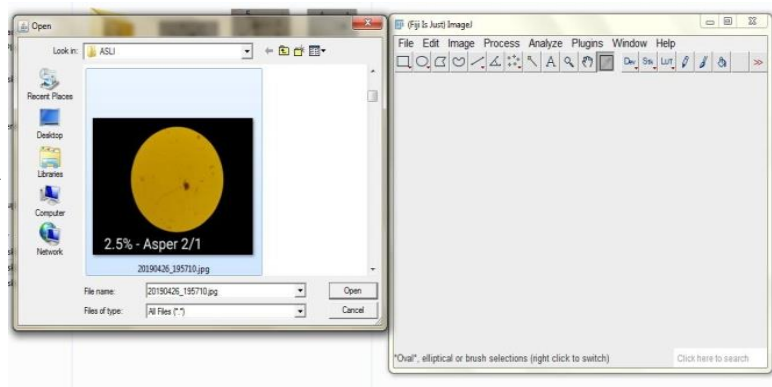 Open
Look in:
ASLI
Recent Places
Desktop
Libraries
Computer
Network
2.5% - Asper 2/1
20190426_195710.jpg
File name:
20190426_195710.jpg
Open
Files of type:
All Files (*.*)
Cancel
(Fiji Is Just) ImageJ
File Edit Image Process Analyze Plugins Window Help
A
Dev
Stk
LUT
>>
*Oval*, elliptical or brush selections (right click to switch)
Click here to search